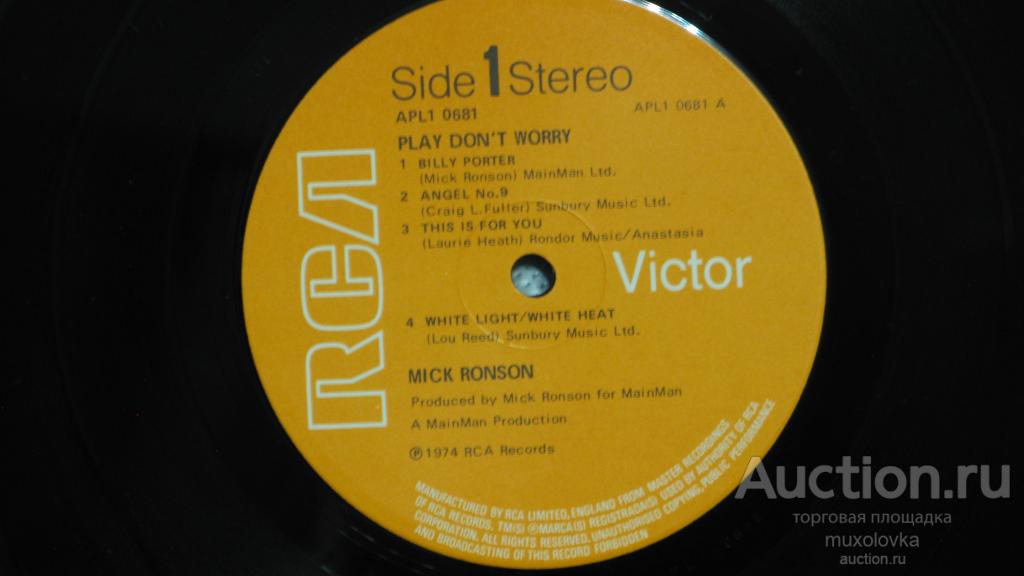 Side 1 Stereo
APL1 0681
APL1 0681 A
PLAY DON'T WORRY
1 BILLY PORTER
(Mick Ronson) MainMan Ltd.
2 ANGEL No.9
(Craig L.Fuller) Sunbury Music Ltd.
3 THIS IS FOR YOU
(Laurie Heath) Rondor Music/Anastasia
RCA
Victor
4 WHITE LIGHT/WHITE HEAT
(Lou Reed) Sunbury Music Ltd.
MICK RONSON
Produced by Mick Ronson for MainMan
A MainMan Production
℗1974 RCA Records
MANUFACTURED BY RCA LIMITED, ENGLAND FROM MASTER RECORDINGS
OF RCA RECORDS. TM(S) ® MARCA(S) REGISTRADA(S) USED BY AUTHORITY OF RCA
CORPORATION. ALL RIGHTS RESERVED. UNAUTHORISED COPYING, PUBLIC PERFORMANCE
AND BROADCASTING OF THIS RECORD FORBIDDEN
Auction.ru
торговая площадка
muxolovka
auction.ru